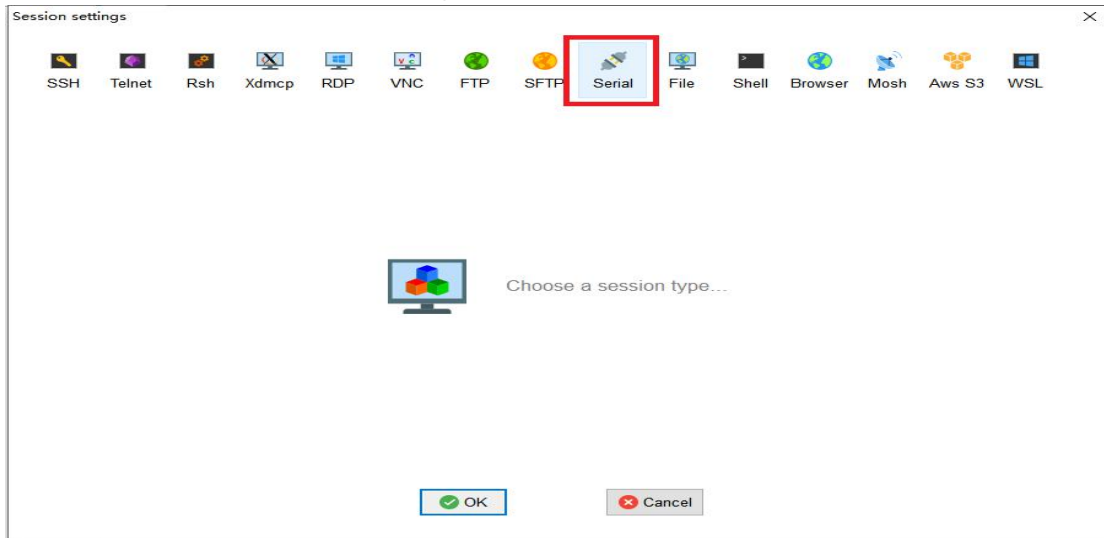 Session settings
SSH Telnet Rsh Xdmcp RDP VNC FTP SFTP Serial File Shell Browser Mosh Aws S3 WSL
Choose a session type...
OK Cancel